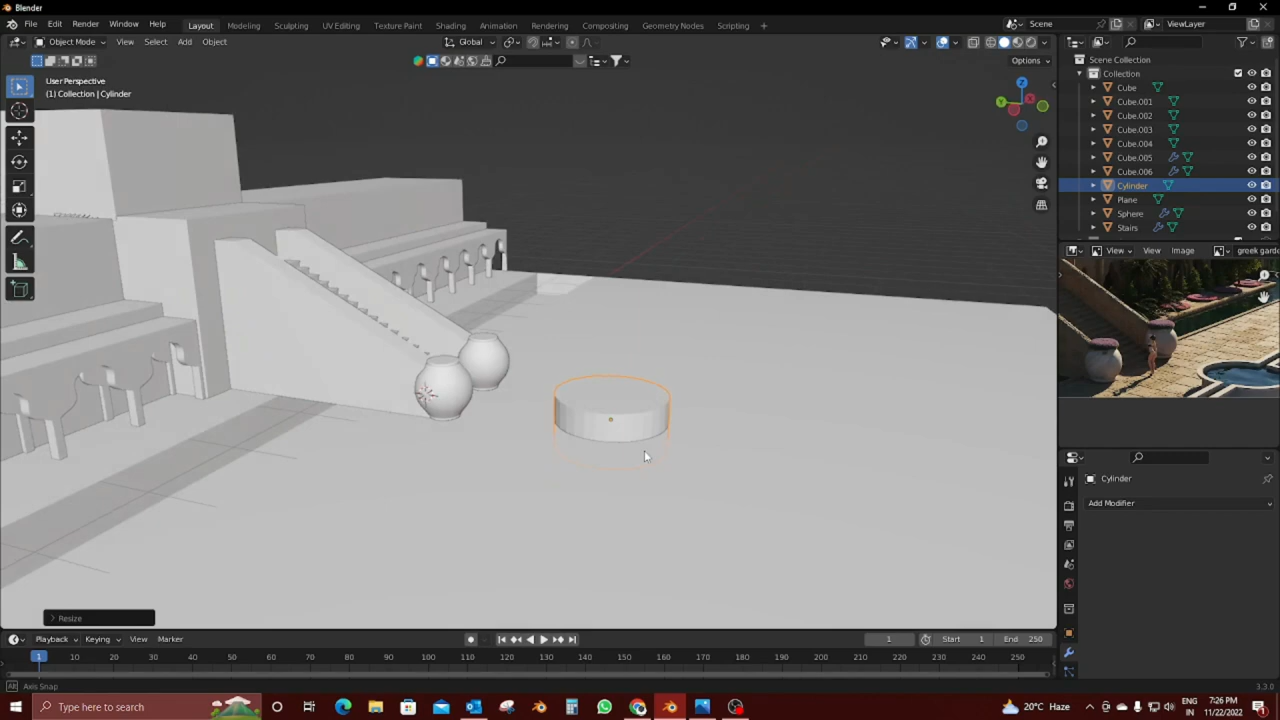 Blender
File Edit Render Window Help Layout Modeling Sculpting UV Editing Texture Paint Shading Animation Rendering Compositing Geometry Nodes Scripting Scene ViewLayer
Object Mode View Select Add Object Global
Options
User Perspective
(1) Collection | Cylinder
Scene Collection
Collection
Cube
Cube.001
Cube.002
Cube.003
Cube.004
Cube.005
Cube.006
Cylinder
Plane
Sphere
Stairs
View View Image greek gard
Cylinder
Add Modifier
Resize
Playback Keying View Marker 1 Start 1 End 250
1 10 20 30 40 50 60 70 80 90 100 110 120 130 140 150 160 170 180 190 200 210 220 230 240 250
Axis Snap 3.3.0
Type here to search
20°C Haze
ENG
IN
7:26 PM
11/22/2022